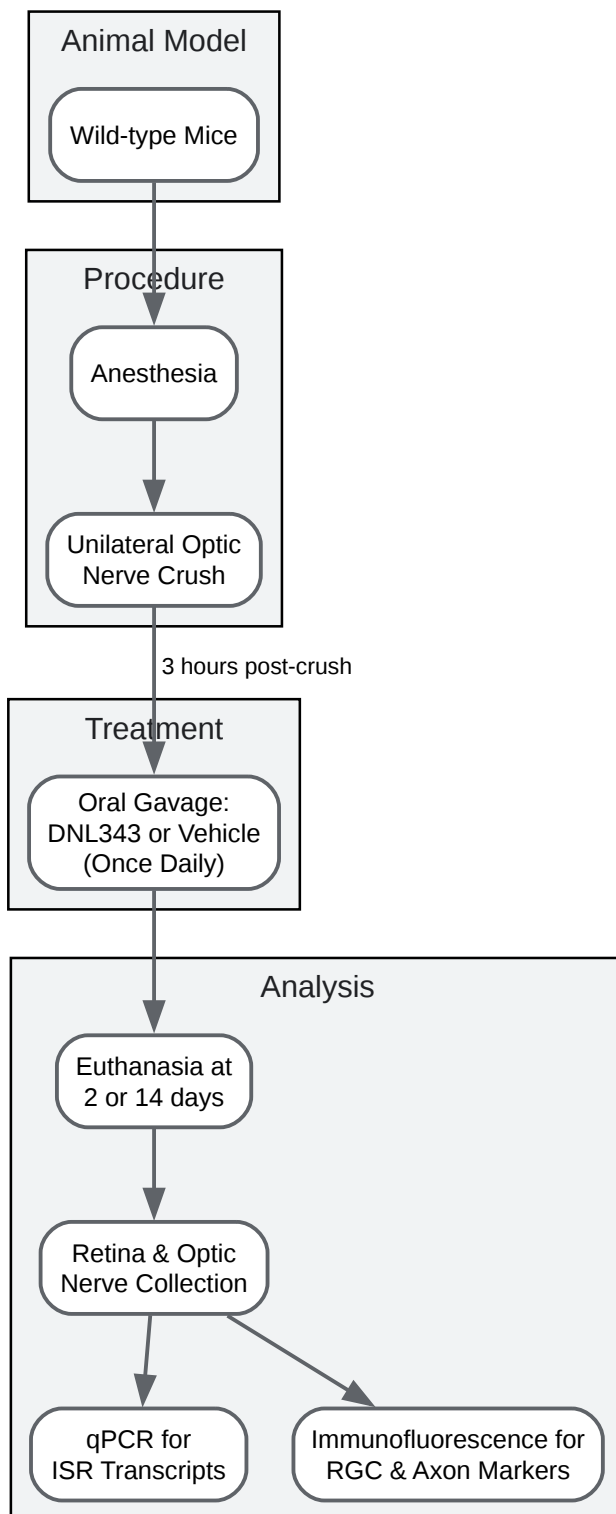 Animal Model
Wild-type Mice
Procedure
Anesthesia
Unilateral Optic
Nerve Crush
3 hours post-crush
Treatment
Oral Gavage:
DNL343 or Vehicle
(Once Daily)
Analysis
Euthanasia at
2 or 14 days
Retina & Optic
Nerve Collection
qPCR for
ISR Transcripts
Immunofluorescence for
RGC & Axon Markers